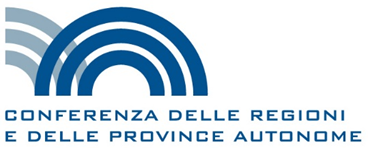 CONFERENZA DELLE REGIONI
E DELLE PROVINCE AUTONOME